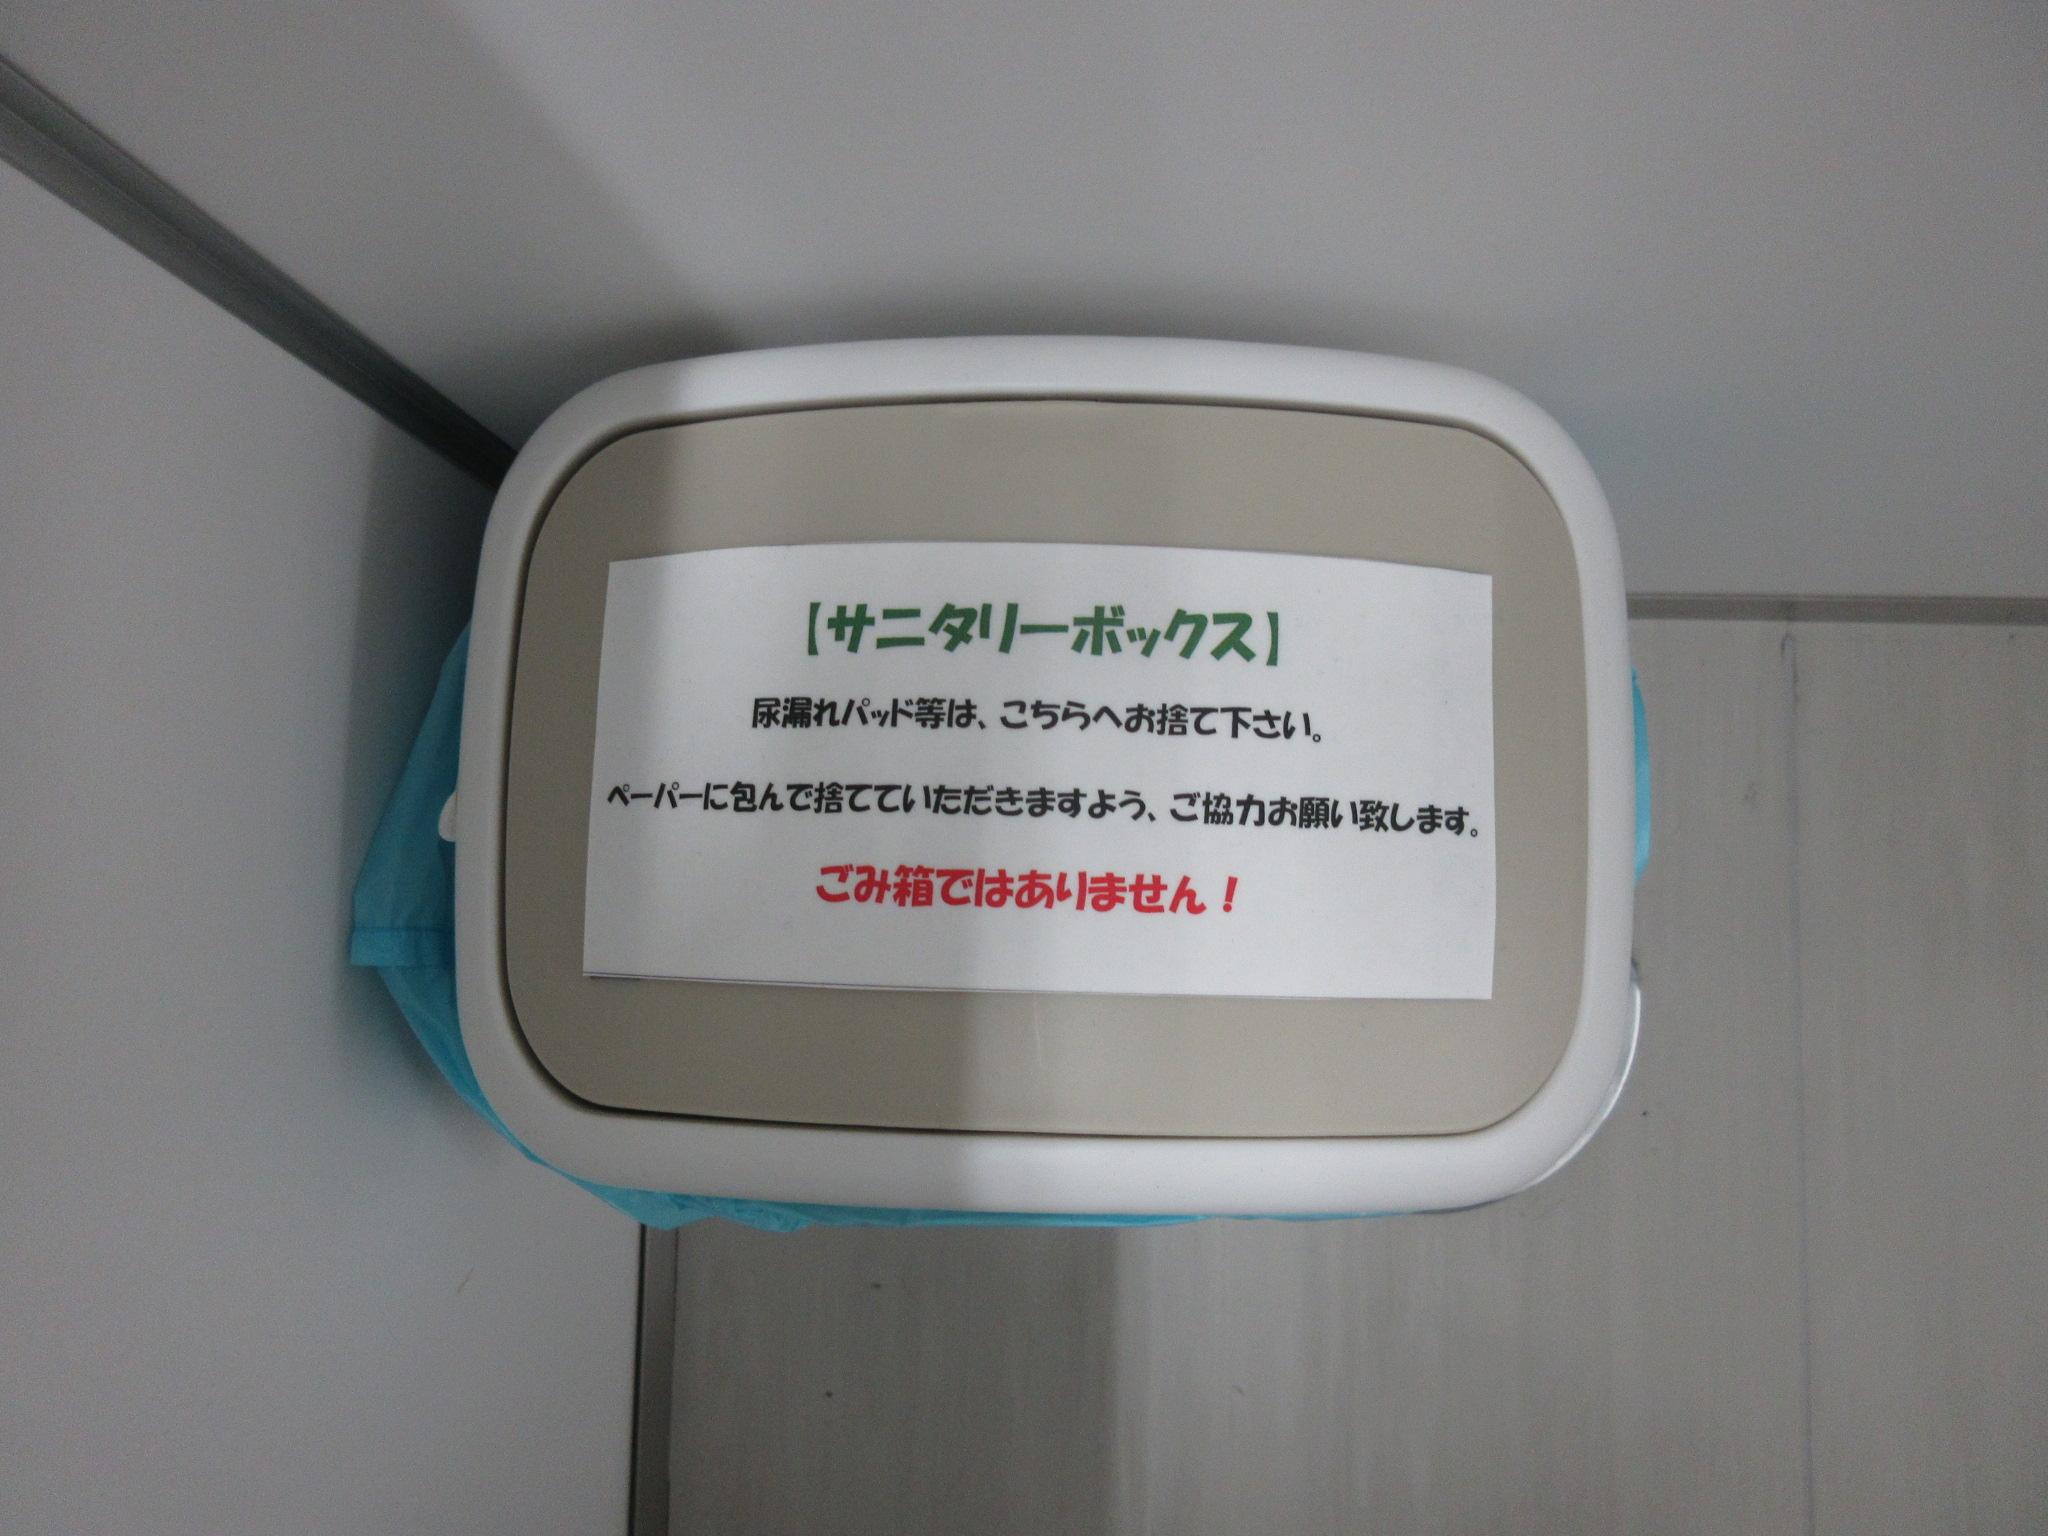 【サニタリーボックス】
尿漏れパッド等は、こちらへお捨て下さい。
ペーパーに包んで捨てていただきますよう、ご協力お願い致します。
ごみ箱ではありません！